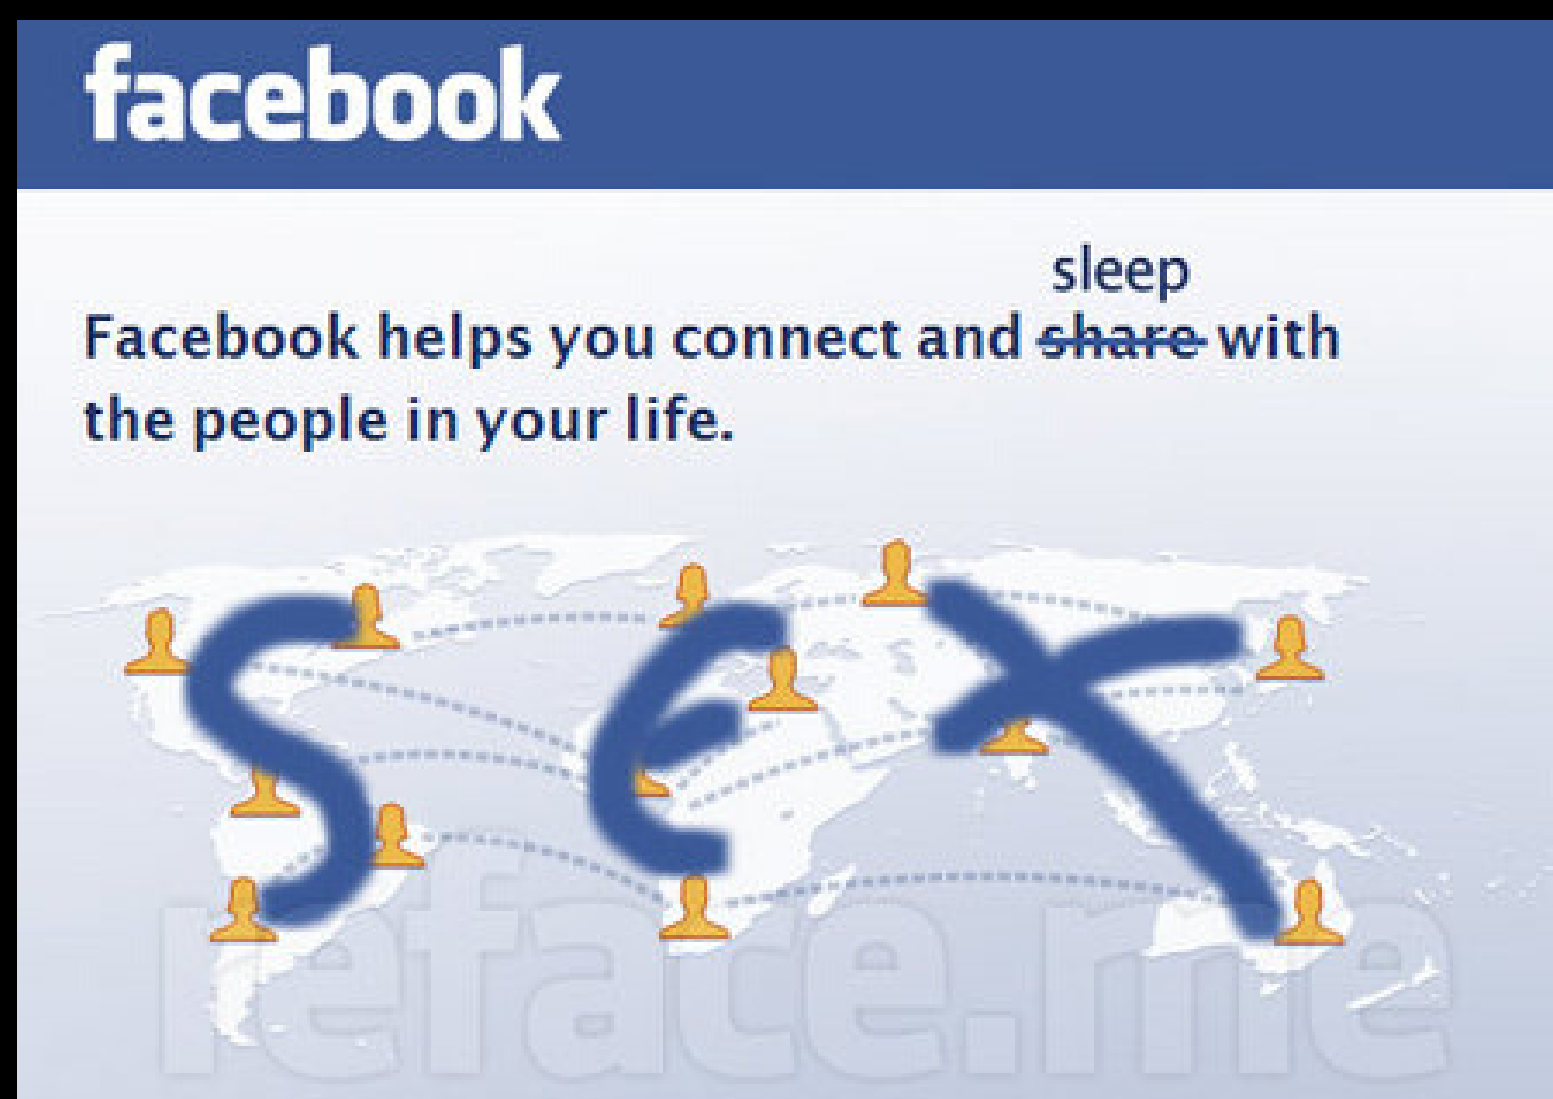 facebook
sleep
Facebook helps you connect and share with
the people in your life.
SEX
reface.me